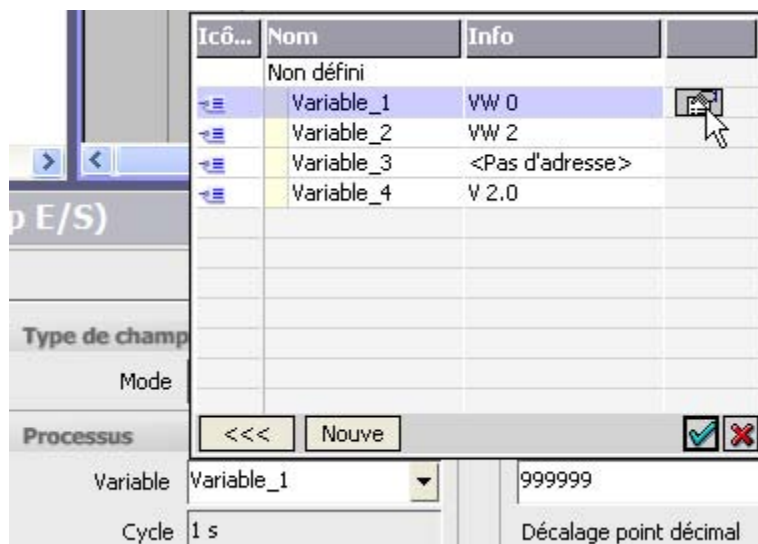 Icô... Nom Info
Non défini
Variable_1 VW 0
Variable_2 VW 2
Variable_3 <Pas d'adresse>
Variable_4 V 2.0
E/S)
Type de champ
Mode
Processus
<<< Nouve
Variable Variable_1 999999
Cycle 1 s Décalage point décimal